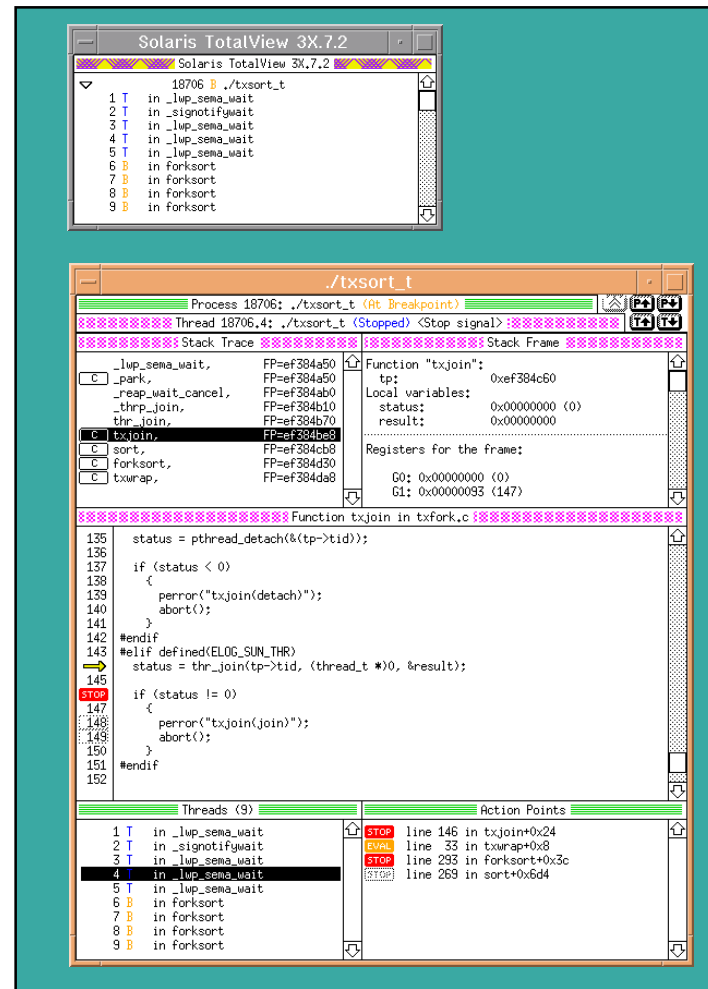 Solaris TotalView 3X.7.2
Solaris TotalView 3X.7.2
18706 B ./txsort_t
1 T in _lwp_sema_wait
2 T in _signotifywait
3 T in _lwp_sema_wait
4 T in _lwp_sema_wait
5 T in _lwp_sema_wait
6 B in forksort
7 B in forksort
8 B in forksort
9 B in forksort
./txsort_t
Process 18706: ./txsort_t (At Breakpoint)
P+ P+
Thread 18706.4: ./txsort_t (Stopped) <Stop signal>
T+ T+
Stack Trace
_lwp_sema_wait, FP=ef384a50
C _park, FP=ef384a50
_reap_wait_cancel, FP=ef384ab0
_thrp_join, FP=ef384b10
thr_join, FP=ef384b70
C txjoin, FP=ef384be8
C sort, FP=ef384cb8
C forksort, FP=ef384d30
C txwrap, FP=ef384da8
Stack Frame
Function "txjoin":
tp: 0xef384c60
Local variables:
status: 0x00000000 (0)
result: 0x00000000
Registers for the frame:
G0: 0x00000000 (0)
G1: 0x00000093 (147)
Function txjoin in txfork.c
135 status = pthread_detach(&(tp->tid));
136
137 if (status < 0)
138 {
139 perror("txjoin(detach)");
140 abort();
141 }
142 #endif
143 #elif defined(ELOG_SUN_THR)
status = thr_join(tp->tid, (thread_t *)0, &result);
145
STOP if (status != 0)
147 {
148 perror("txjoin(join)");
149 abort();
150 }
151 #endif
152
Threads (9)
1 T in _lwp_sema_wait
2 T in _signotifywait
3 T in _lwp_sema_wait
4 T in _lwp_sema_wait
5 T in _lwp_sema_wait
6 B in forksort
7 B in forksort
8 B in forksort
9 B in forksort
Action Points
STOP line 146 in txjoin+0x24
EVAL line 33 in txwrap+0x8
STOP line 293 in forksort+0x3c
STOP line 269 in sort+0x6d4